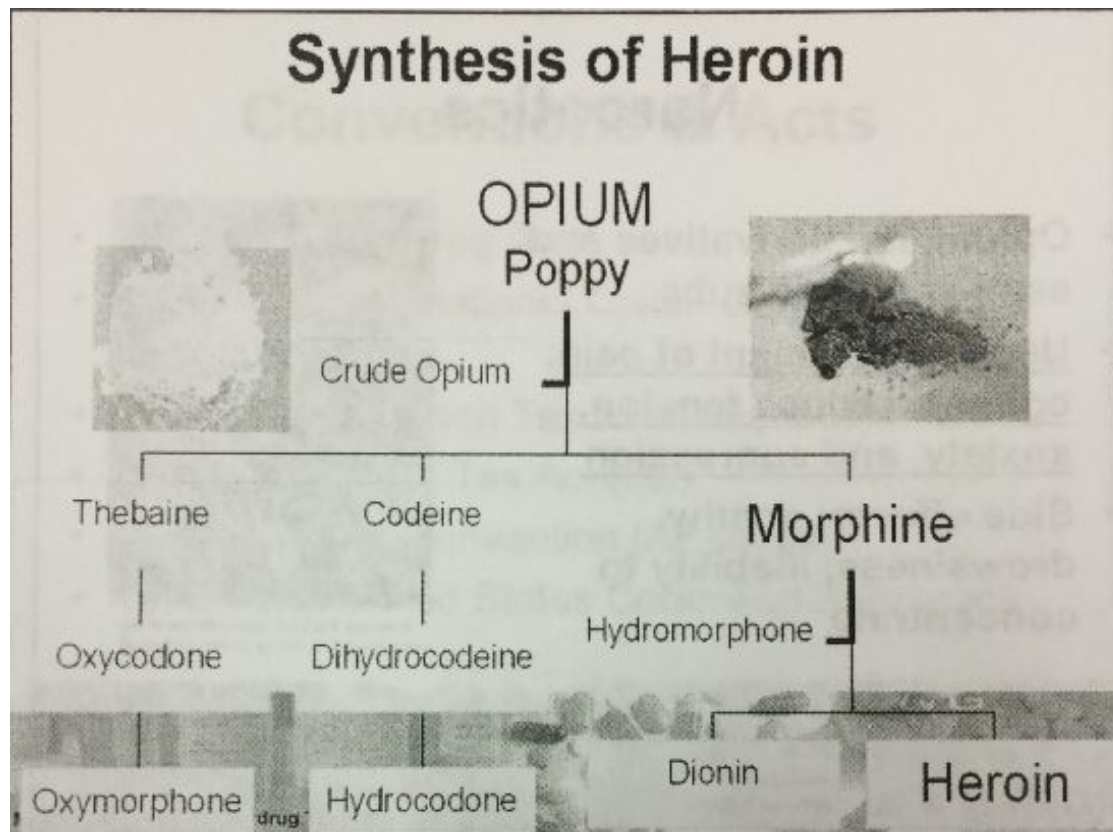 Synthesis of Heroin
OPIUM
Poppy
Crude Opium
Thebaine Codeine Morphine
Hydromorphone
Oxycodone Dihydrocodeine
Dionin Heroin
Oxymorphone drug Hydrocodone